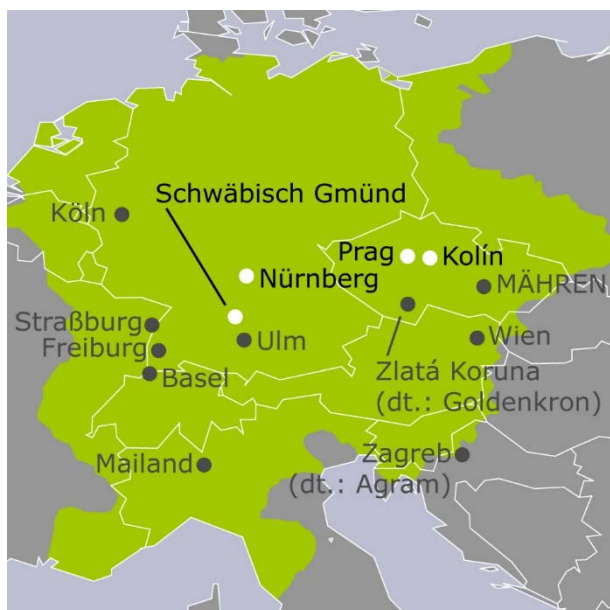 Schwäbisch Gmünd
Köln
Prag
Kolín
Nürnberg
MÄHREN
Straßburg
Freiburg
Ulm
Wien
Basel
Zlatá Koruna
(dt.: Goldenkron)
Mailand
Zagreb
(dt.: Agram)